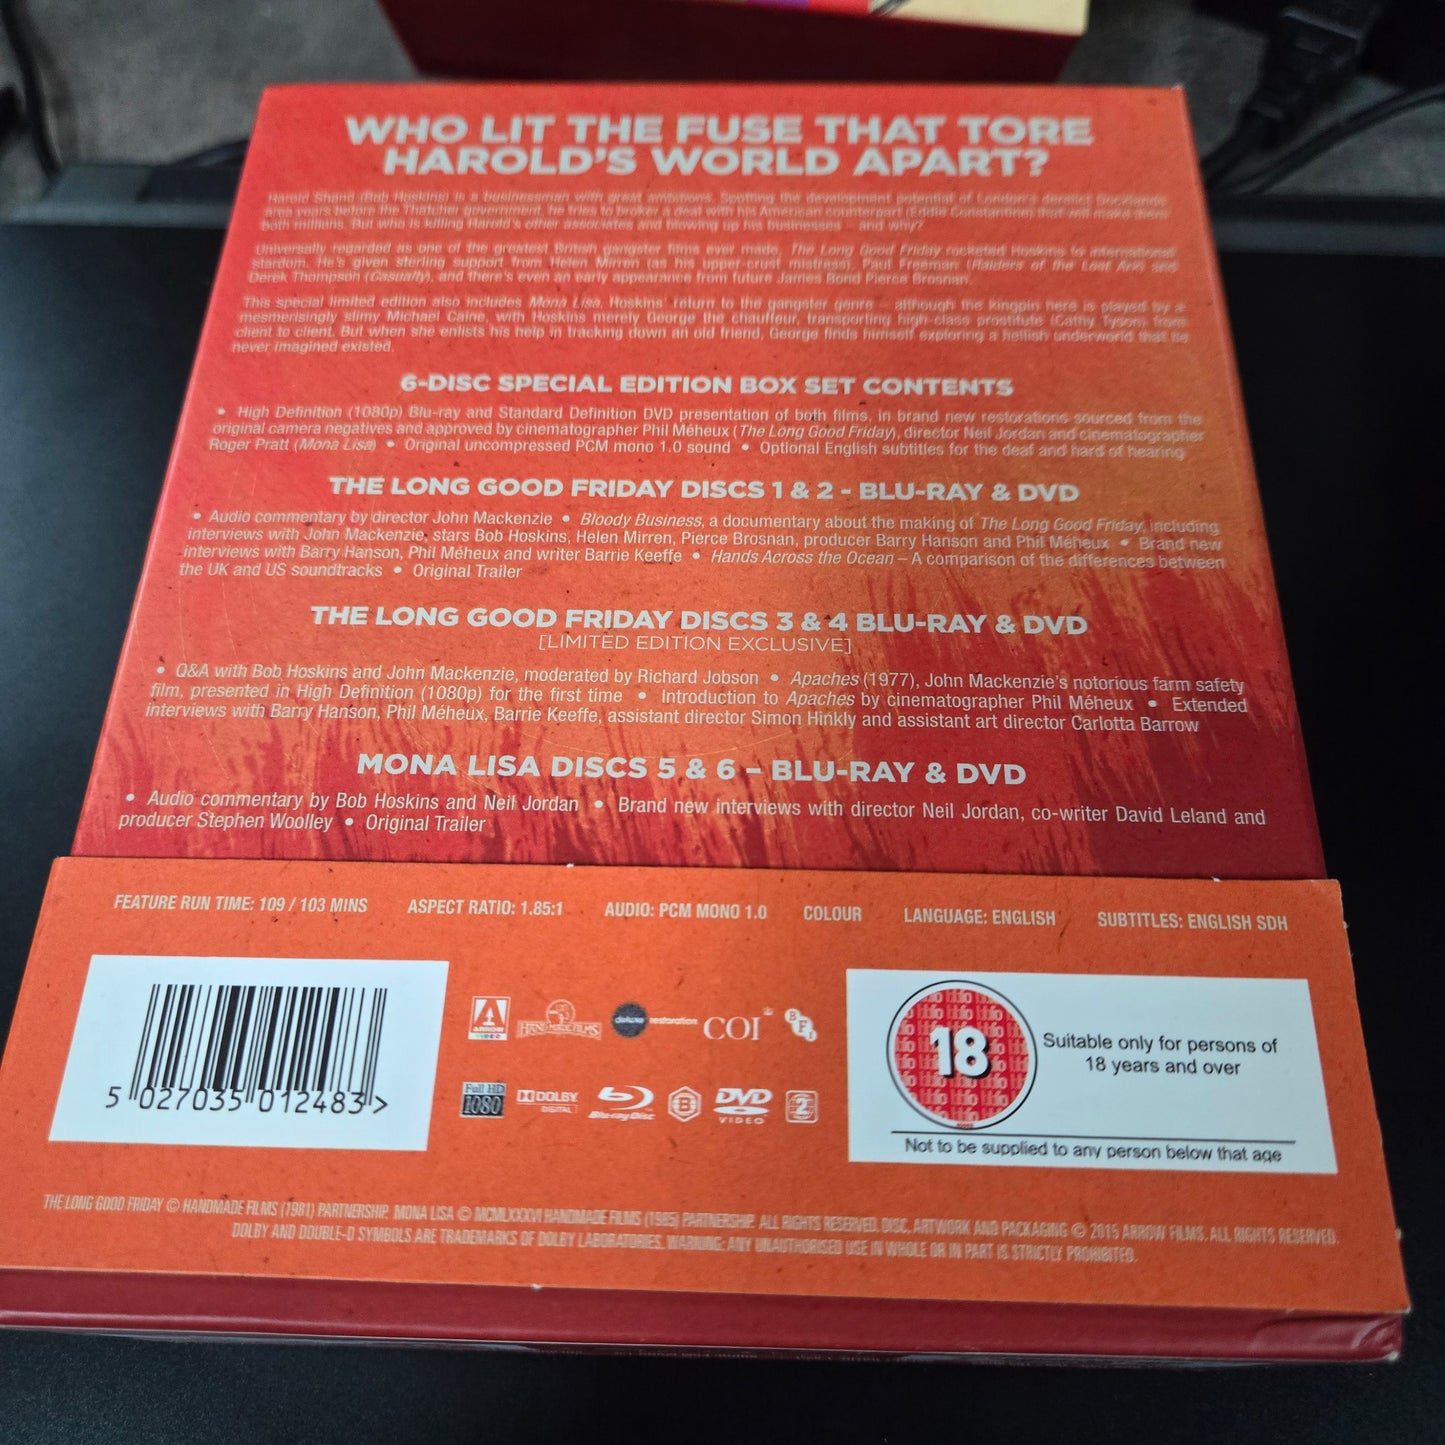 WHO LIT THE FUSE THAT TORE
HAROLD'S WORLD APART?
Harold Shand (Bob Hoskins) is a businessman with great ambitions. Spotting the development potential of London's derelict Docklands
area years before the Thatcher government, he tries to broker a deal with his American counterpart (Eddie Constantine) that will make them
both millions. But who is killing Harold's other associates and blowing up his businesses – and why?
Universally regarded as one of the greatest British gangster films ever made, The Long Good Friday rocketed Hoskins to international
stardom. He's given sterling support from Helen Mirren (as his upper-crust mistress), Paul Freeman (Raiders of the Lost Ark) and
Derek Thompson (Casualty), and there's even an early appearance from future James Bond Pierce Brosnan.
This special limited edition also includes Mona Lisa, Hoskins' return to the gangster genre – although the kingpin here is played by a
mesmerisingly slimy Michael Caine, with Hoskins merely George the chauffeur, transporting high-class prostitute (Cathy Tyson) from
client to client. But when she enlists his help in tracking down an old friend, George finds himself exploring a hellish underworld that he
never imagined existed.
6-DISC SPECIAL EDITION BOX SET CONTENTS
• High Definition (1080p) Blu-ray and Standard Definition DVD presentation of both films, in brand new restorations sourced from the
original camera negatives and approved by cinematographer Phil Méheux (The Long Good Friday), director Neil Jordan and cinematographer
Roger Pratt (Mona Lisa) • Original uncompressed PCM mono 1.0 sound • Optional English subtitles for the deaf and hard of hearing
THE LONG GOOD FRIDAY DISCS 1 & 2 - BLU-RAY & DVD
• Audio commentary by director John Mackenzie • Bloody Business, a documentary about the making of The Long Good Friday, including
interviews with John Mackenzie, stars Bob Hoskins, Helen Mirren, Pierce Brosnan, producer Barry Hanson and Phil Méheux • Brand new
interviews with Barry Hanson, Phil Méheux and writer Barrie Keeffe • Hands Across the Ocean – A comparison of the differences between
the UK and US soundtracks • Original Trailer
THE LONG GOOD FRIDAY DISCS 3 & 4 BLU-RAY & DVD
[LIMITED EDITION EXCLUSIVE]
• Q&A with Bob Hoskins and John Mackenzie, moderated by Richard Jobson • Apaches (1977), John Mackenzie's notorious farm safety
film, presented in High Definition (1080p) for the first time • Introduction to Apaches by cinematographer Phil Méheux • Extended
interviews with Barry Hanson, Phil Méheux, Barrie Keeffe, assistant director Simon Hinkly and assistant art director Carlotta Barrow
MONA LISA DISCS 5 & 6 – BLU-RAY & DVD
• Audio commentary by Bob Hoskins and Neil Jordan • Brand new interviews with director Neil Jordan, co-writer David Leland and
producer Stephen Woolley • Original Trailer
FEATURE RUN TIME: 109 / 103 MINS ASPECT RATIO: 1.85:1 AUDIO: PCM MONO 1.0 COLOUR LANGUAGE: ENGLISH SUBTITLES: ENGLISH SDH
5 027035 012483 >
ARROW VIDEO HANDMADE FILMS deluxe restoration COI BFI
Full HD 1080 DOLBY DIGITAL Blu-ray Disc B DVD VIDEO 2
18
Suitable only for persons of
18 years and over
Not to be supplied to any person below that age
THE LONG GOOD FRIDAY © HANDMADE FILMS (1981) PARTNERSHIP. MONA LISA © MCMLXXXVI HANDMADE FILMS (1985) PARTNERSHIP. ALL RIGHTS RESERVED. DISC, ARTWORK AND PACKAGING © 2015 ARROW FILMS. ALL RIGHTS RESERVED.
DOLBY AND DOUBLE-D SYMBOLS ARE TRADEMARKS OF DOLBY LABORATORIES. WARNING: ANY UNAUTHORISED USE IN WHOLE OR IN PART IS STRICTLY PROHIBITED.